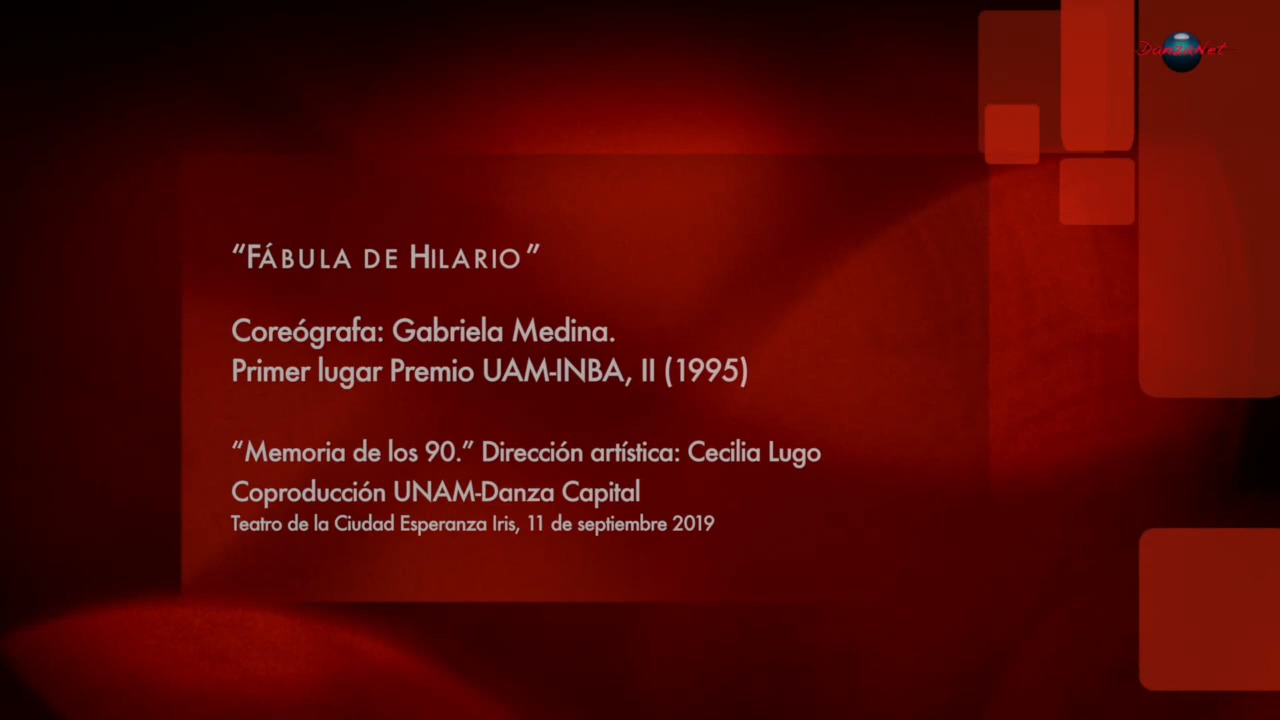 DanzaNet
“FÁBULA DE HILARIO”
Coreógrafa: Gabriela Medina.
Primer lugar Premio UAM-INBA, II (1995)
“Memoria de los 90.” Dirección artística: Cecilia Lugo
Coproducción UNAM-Danza Capital
Teatro de la Ciudad Esperanza Iris, 11 de septiembre 2019